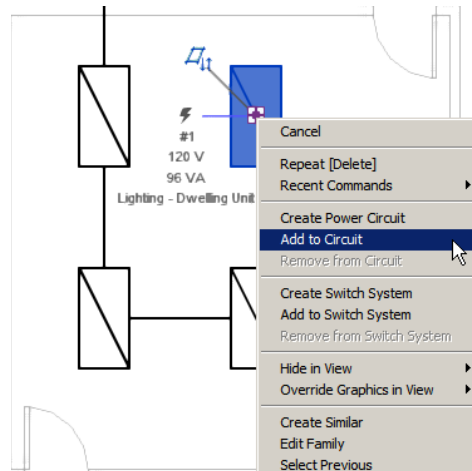 #1
120 V
96 VA
Lighting - Dwelling Unit
Cancel
Repeat [Delete]
Recent Commands
Create Power Circuit
Add to Circuit
Remove from Circuit
Create Switch System
Add to Switch System
Remove from Switch System
Hide in View
Override Graphics in View
Create Similar
Edit Family
Select Previous